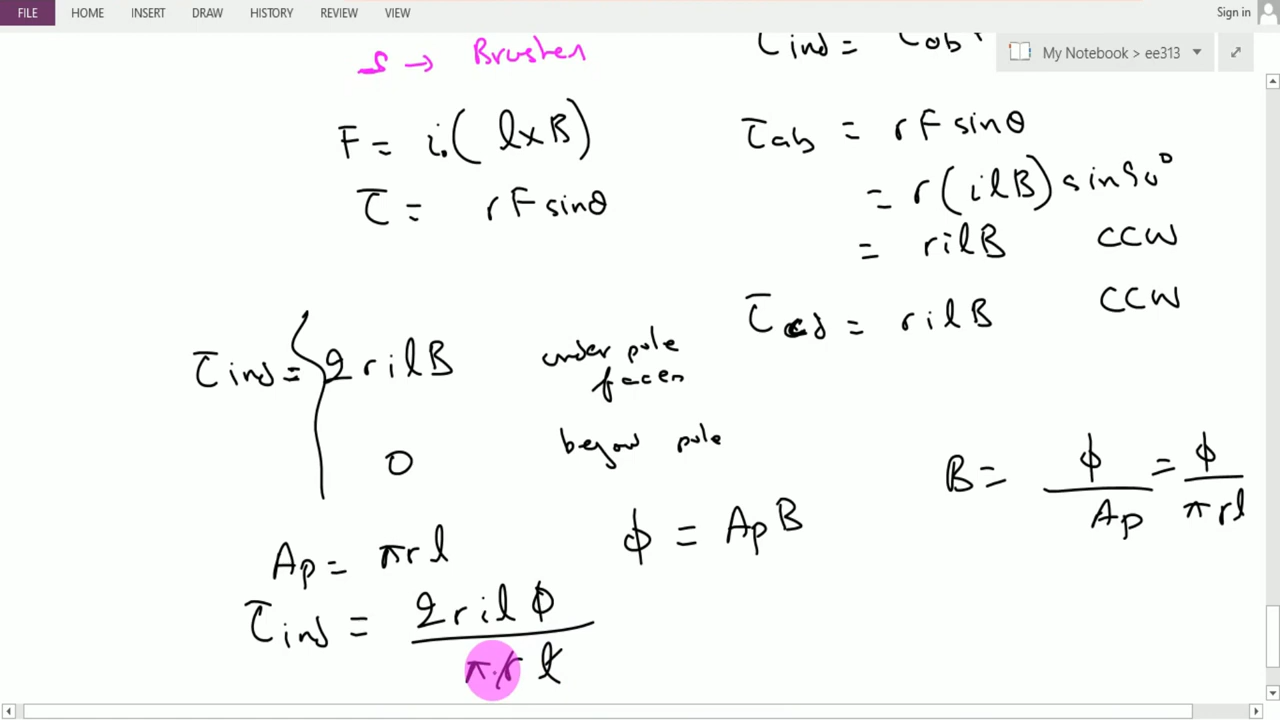 FILE HOME INSERT DRAW HISTORY REVIEW VIEW Sign in
My Notebook > ee313
s → Brushes
τind = τab +
F = i.(l×B)
τ = rF sinθ
τab = rF sinθ
= r(ilB) sin90°
= rilB CCW
τcd = rilB CCW
τind = { 2rilB under pole faces
0 beyond pole
B = ϕ / Ap = ϕ / πrl
Ap = πrl ϕ = ApB
τind = 2rilϕ / π.rl